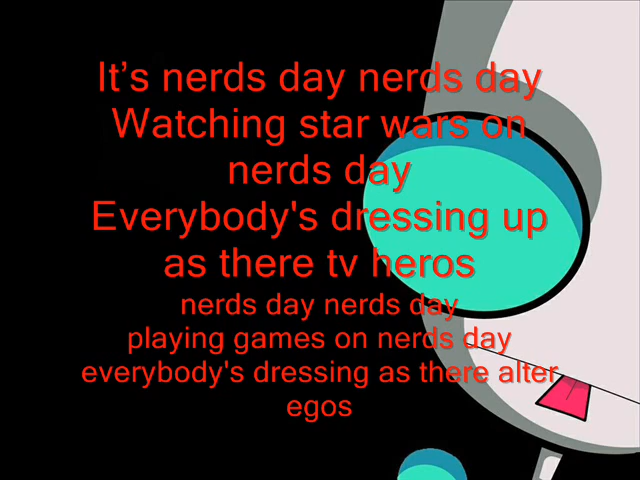 It’s nerds day nerds day
Watching star wars on
nerds day
Everybody's dressing up
as there tv heros
nerds day nerds day
playing games on nerds day
everybody's dressing as there alter
egos